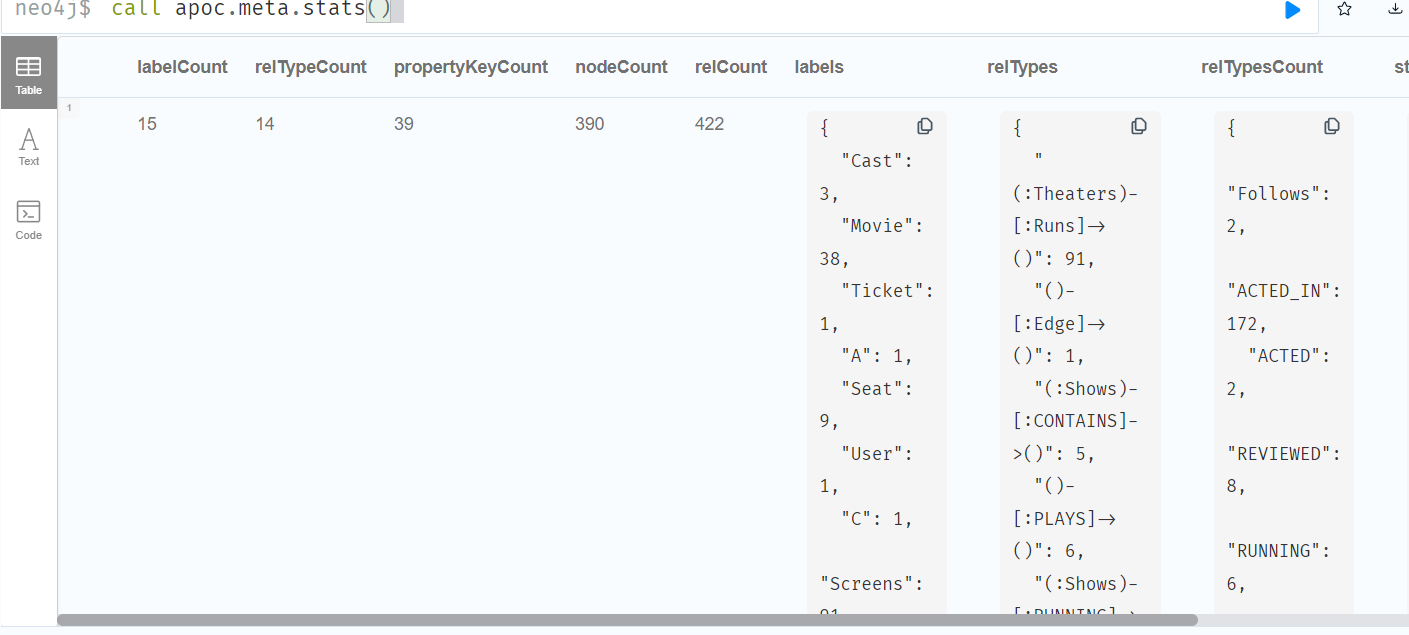 neo4j$ call apoc.meta.stats()
Table
Text
Code
labelCount relTypeCount propertyKeyCount nodeCount relCount labels relTypes relTypesCount st
1
15 14 39 390 422
{
"Cast":
3,
"Movie":
38,
"Ticket":
1,
"A": 1,
"Seat":
9,
"User":
1,
"C": 1,
"Screens":
91
{
"
(:Theaters)-
[:Runs]->
()": 91,
"()-
[:Edge]->
()": 1,
"(:Shows)-
[:CONTAINS]-
>()": 5,
"()-
[:PLAYS]->
()": 6,
"(:Shows)-
[:RUNNING]->
{
"Follows":
2,
"ACTED_IN":
172,
"ACTED":
2,
"REVIEWED":
8,
"RUNNING":
6,